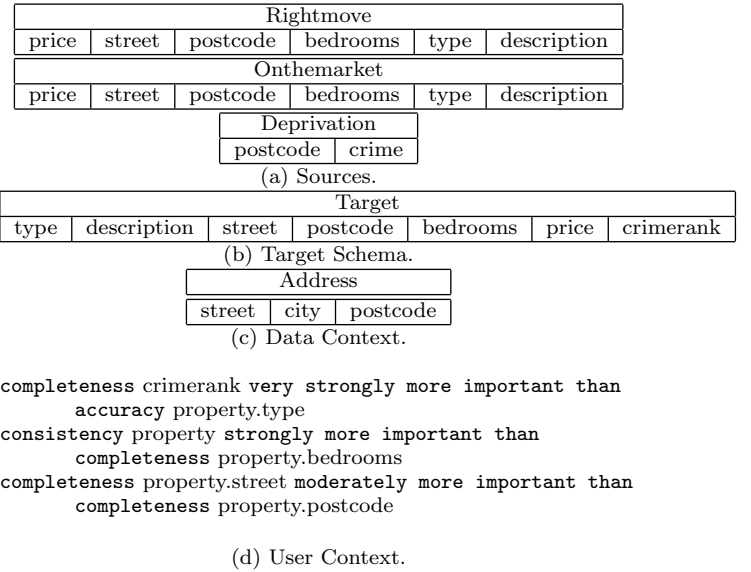 Rightmove
price street postcode bedrooms type description
Onthemarket
price street postcode bedrooms type description
Deprivation
postcode crime
(a) Sources.
Target
type description street postcode bedrooms price crimerank
(b) Target Schema.
Address
street city postcode
(c) Data Context.
completeness crimerank very strongly more important than
accuracy property.type
consistency property strongly more important than
completeness property.bedrooms
completeness property.street moderately more important than
completeness property.postcode
(d) User Context.